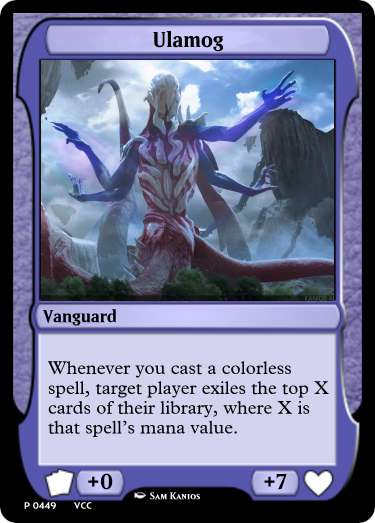 Ulamog
Vanguard
Whenever you cast a colorless
spell, target player exiles the top X
cards of their library, where X is
that spell's mana value.
+0
+7
Sam Kanios
P 0449 VCC